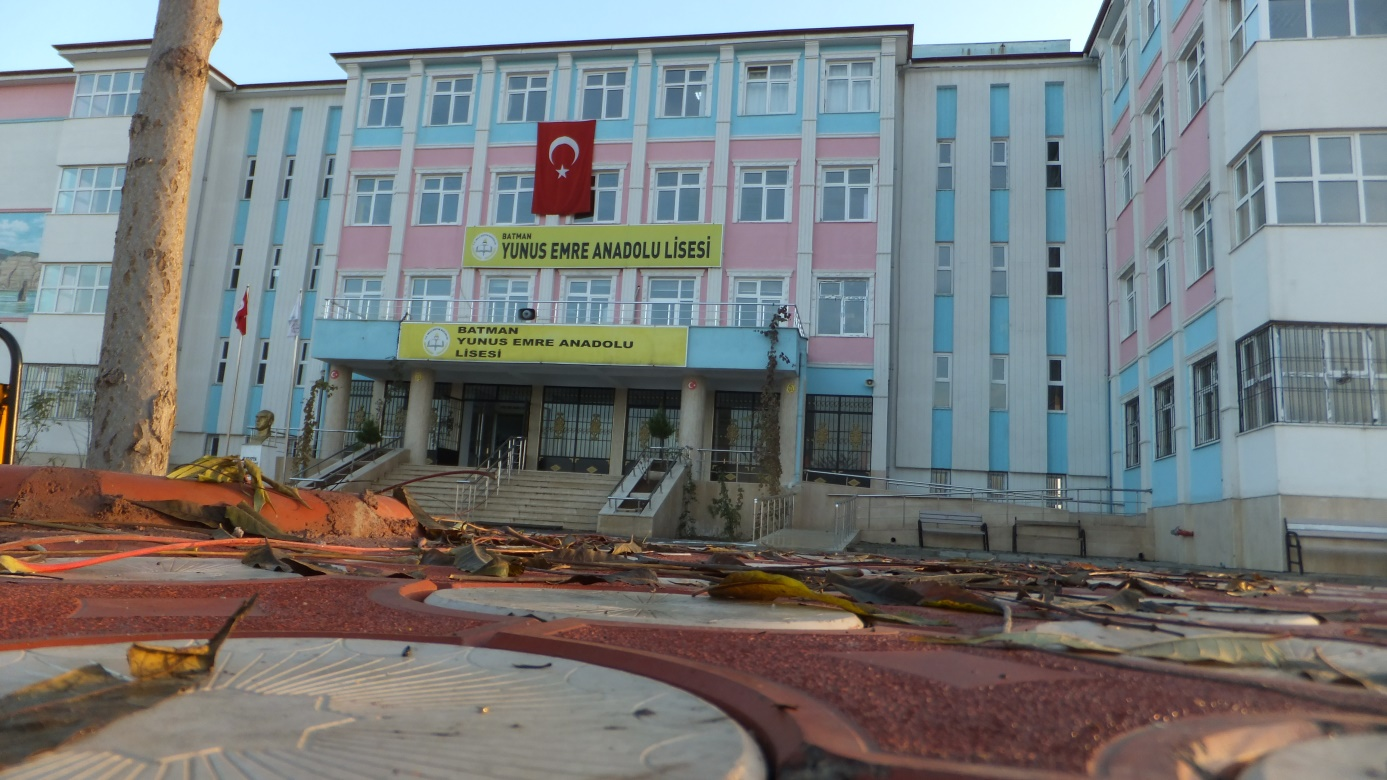 BATMAN
YUNUS EMRE ANADOLU LİSESİ
BATMAN
YUNUS EMRE ANADOLU
LİSESİ